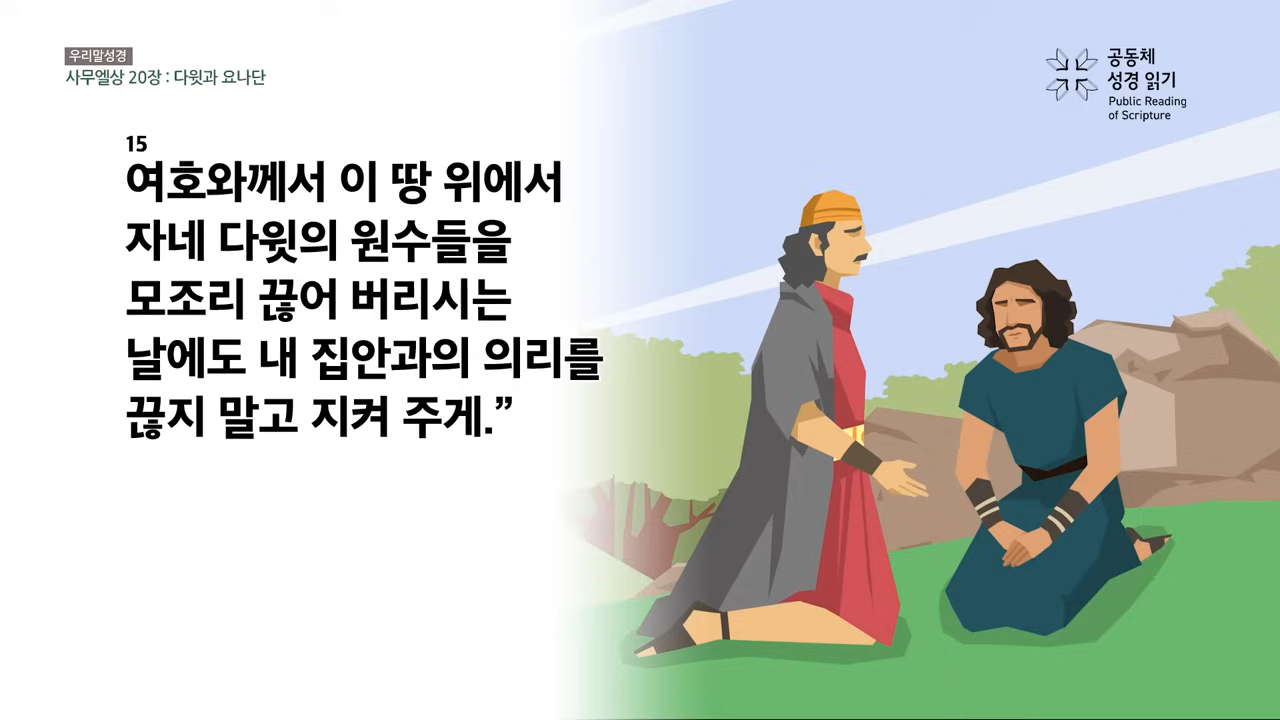 우리말성경
사무엘상 20장 : 다윗과 요나단
공동체
성경 읽기
Public Reading
of Scripture
15
여호와께서 이 땅 위에서
자네 다윗의 원수들을
모조리 끊어 버리시는
날에도 내 집안과의 의리를
끊지 말고 지켜 주게.”